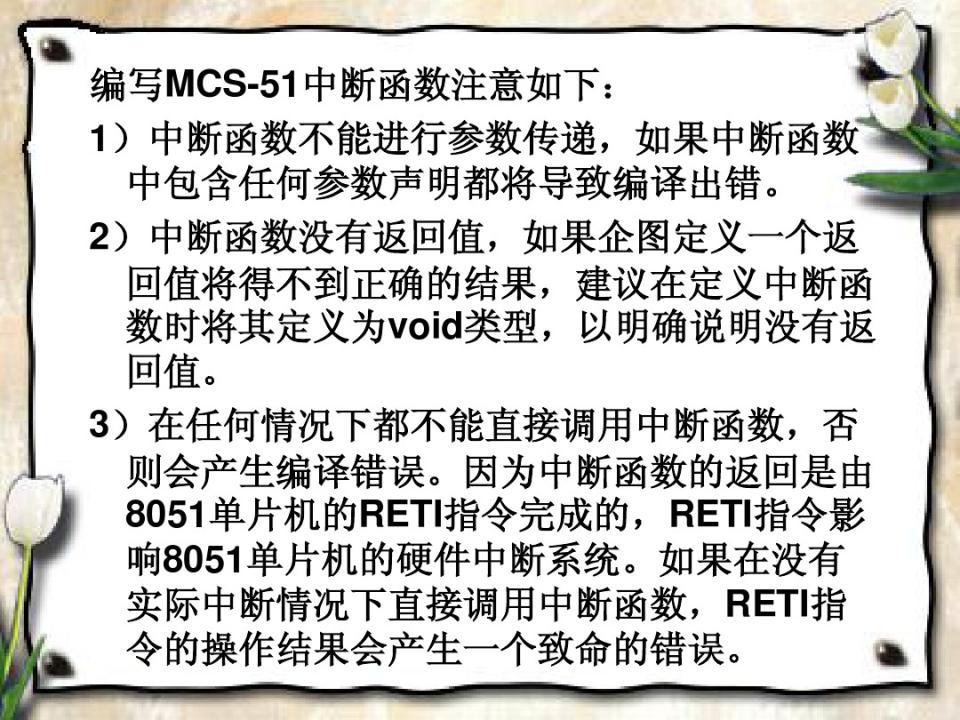 编写MCS-51中断函数注意如下：
1）中断函数不能进行参数传递，如果中断函数
中包含任何参数声明都将导致编译出错。
2）中断函数没有返回值，如果企图定义一个返
回值将得不到正确的结果，建议在定义中断函
数时将其定义为void类型，以明确说明没有返
回值。
3）在任何情况下都不能直接调用中断函数，否
则会产生编译错误。因为中断函数的返回是由
8051单片机的RETI指令完成的，RETI指令影
响8051单片机的硬件中断系统。如果在没有
实际中断情况下直接调用中断函数，RETI指
令的操作结果会产生一个致命的错误。